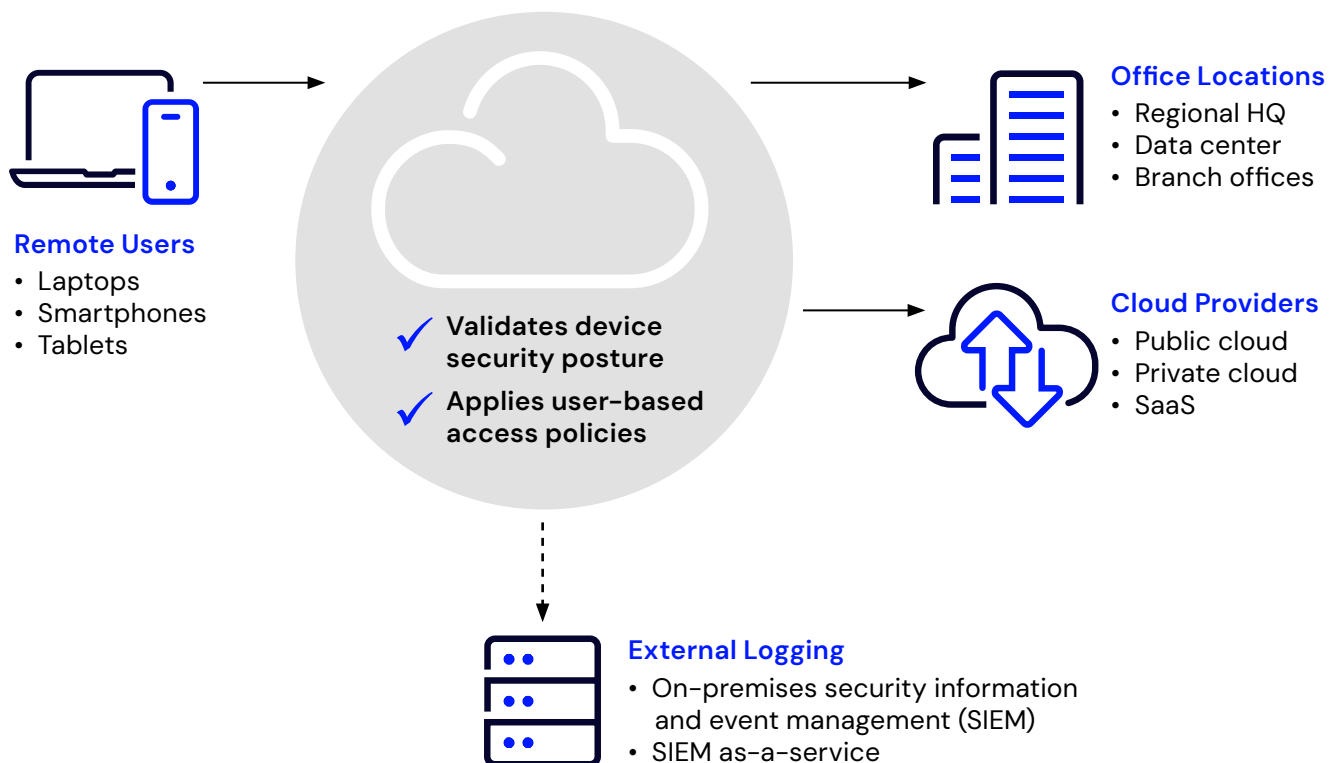 Remote Users
• Laptops
• Smartphones
• Tablets
Validates device
security posture
Applies user-based
access policies
Office Locations
• Regional HQ
• Data center
• Branch offices
Cloud Providers
• Public cloud
• Private cloud
• SaaS
External Logging
• On-premises security information
and event management (SIEM)
• SIEM as-a-service